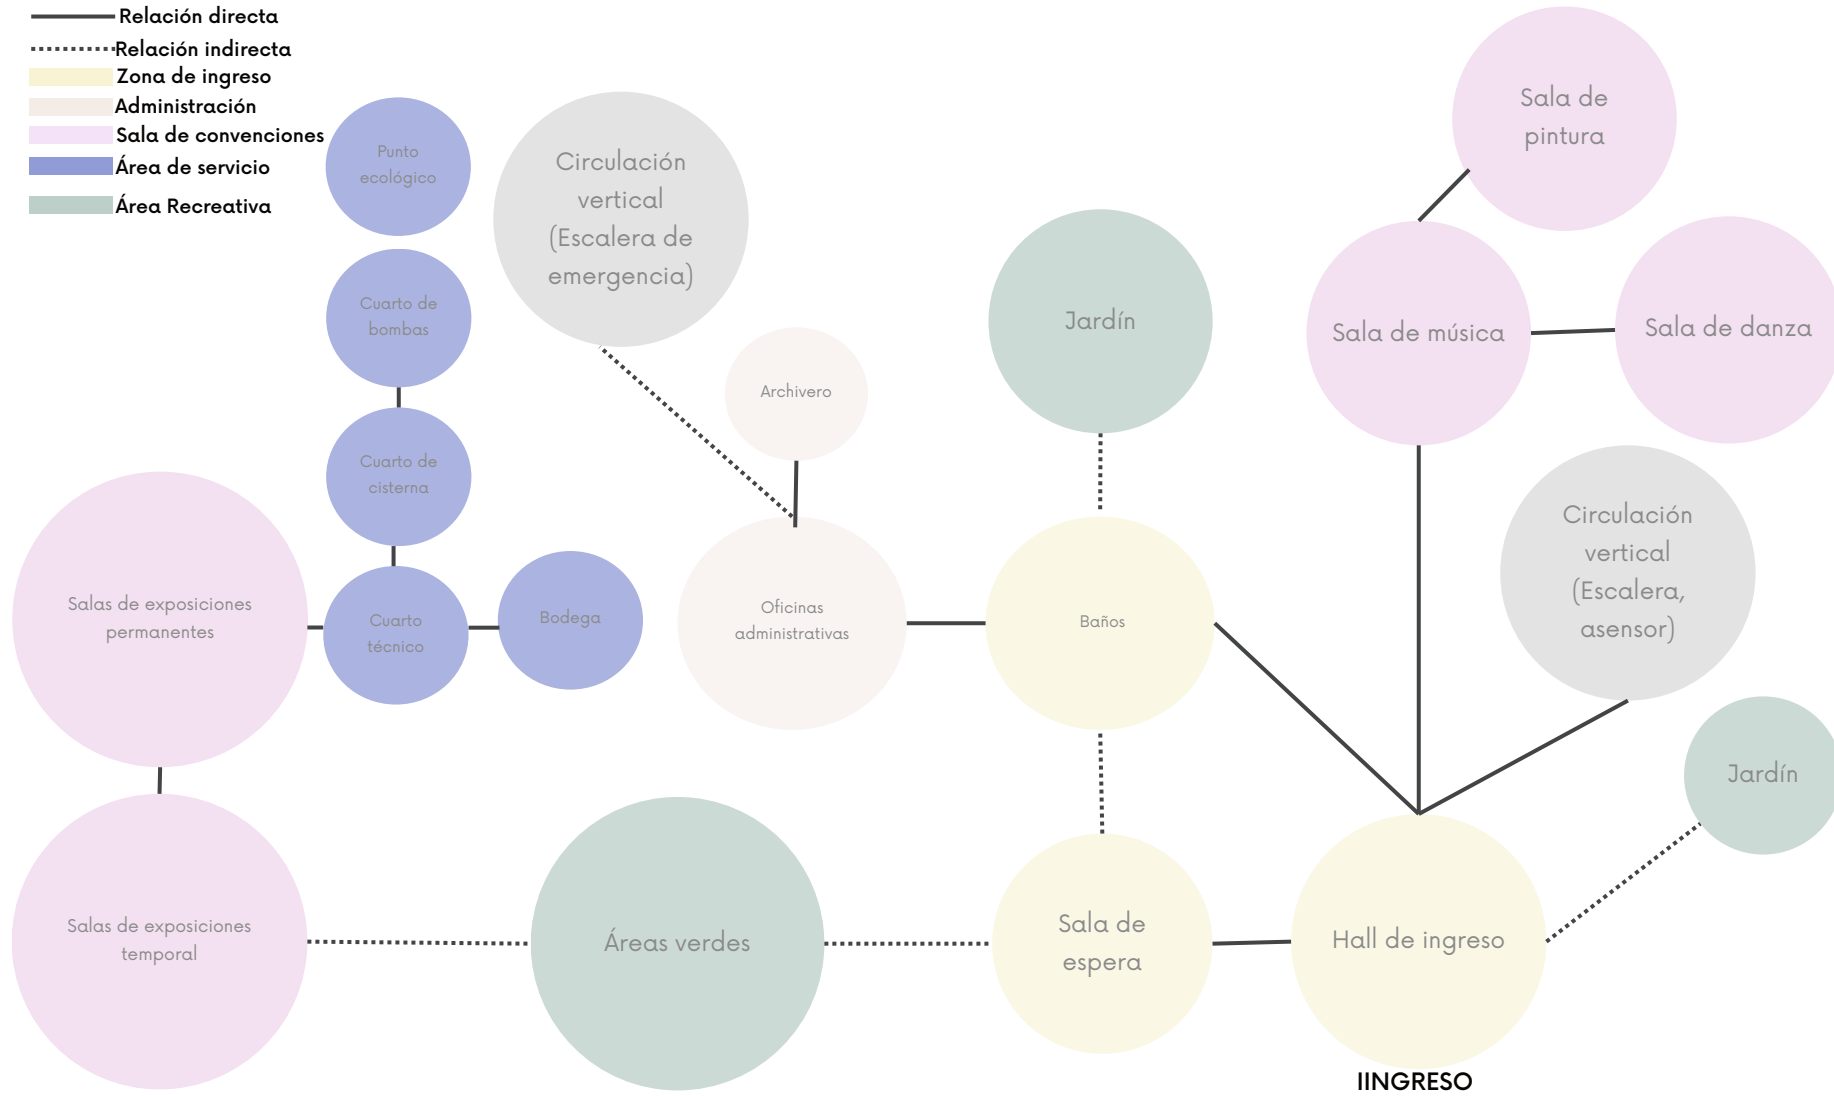 Relación directa
Relación indirecta
Zona de ingreso
Administración
Sala de convenciones
Área de servicio
Área Recreativa
Punto
ecológico
Circulación
vertical
(Escalera de
emergencia)
Sala de
pintura
Cuarto de
bombas
Jardín
Sala de música
Sala de danza
Archivero
Cuarto de
cisterna
Circulación
vertical
(Escalera,
asensor)
Salas de exposiciones
permanentes
Cuarto
técnico
Bodega
Oficinas
administrativas
Baños
Jardín
Salas de exposiciones
temporal
Áreas verdes
Sala de
espera
Hall de ingreso
IINGRESO